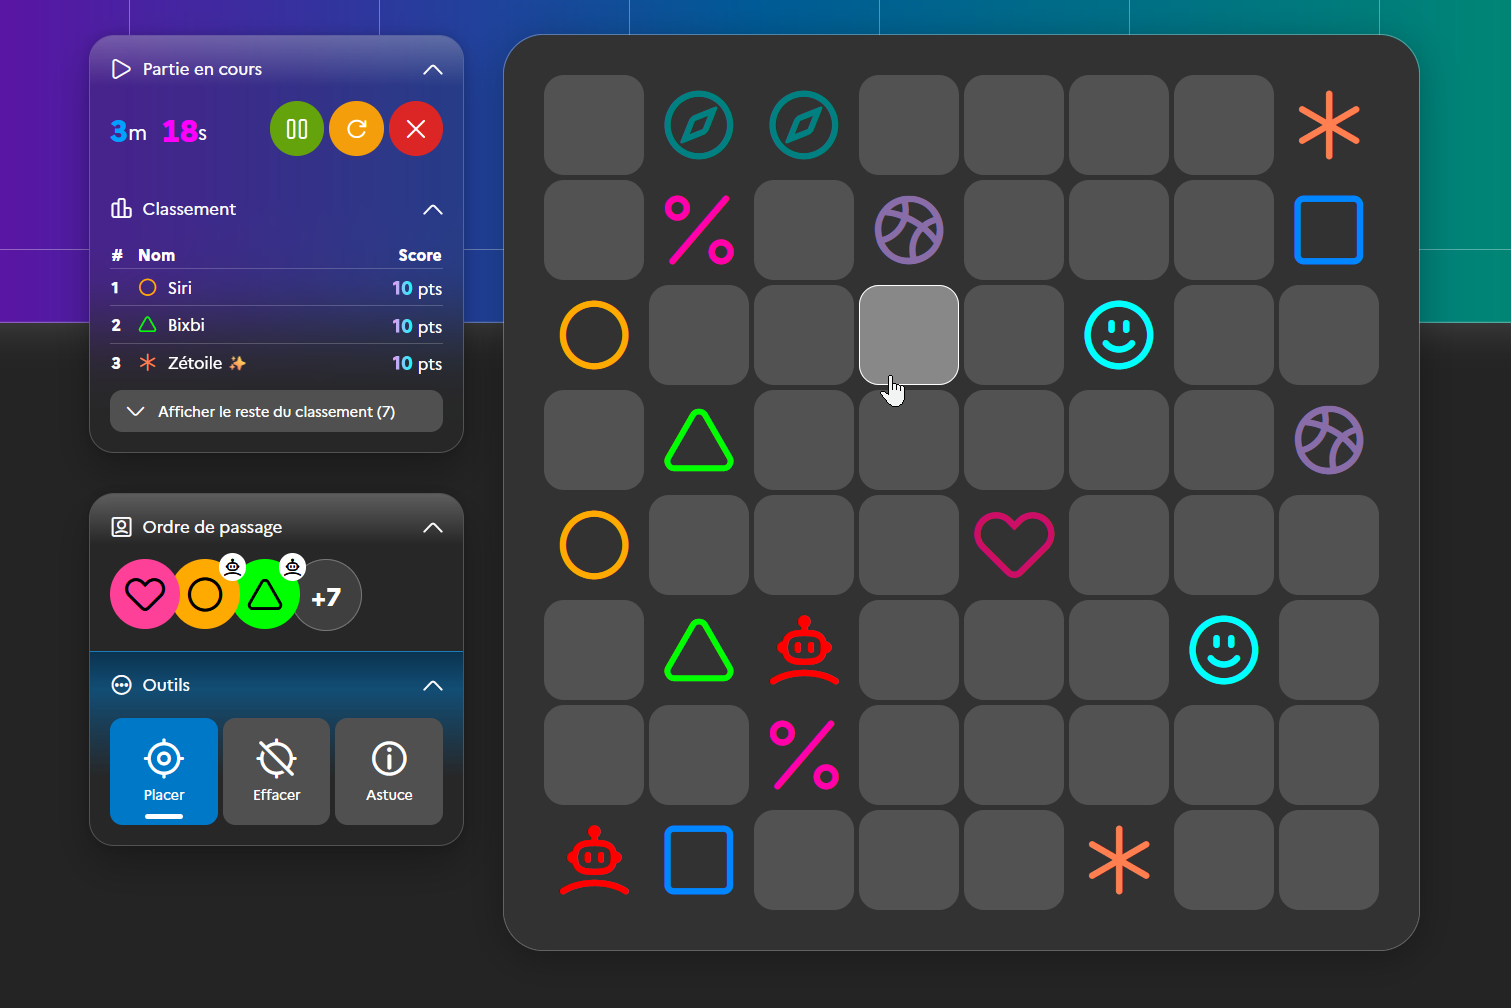 Partie en cours
3m 18s
Classement
# Nom Score
1 Siri 10 pts
2 Bixbi 10 pts
3 Zétoile ✨ 10 pts
Afficher le reste du classement (7)
Ordre de passage
+7
Outils
Placer Effacer Astuce